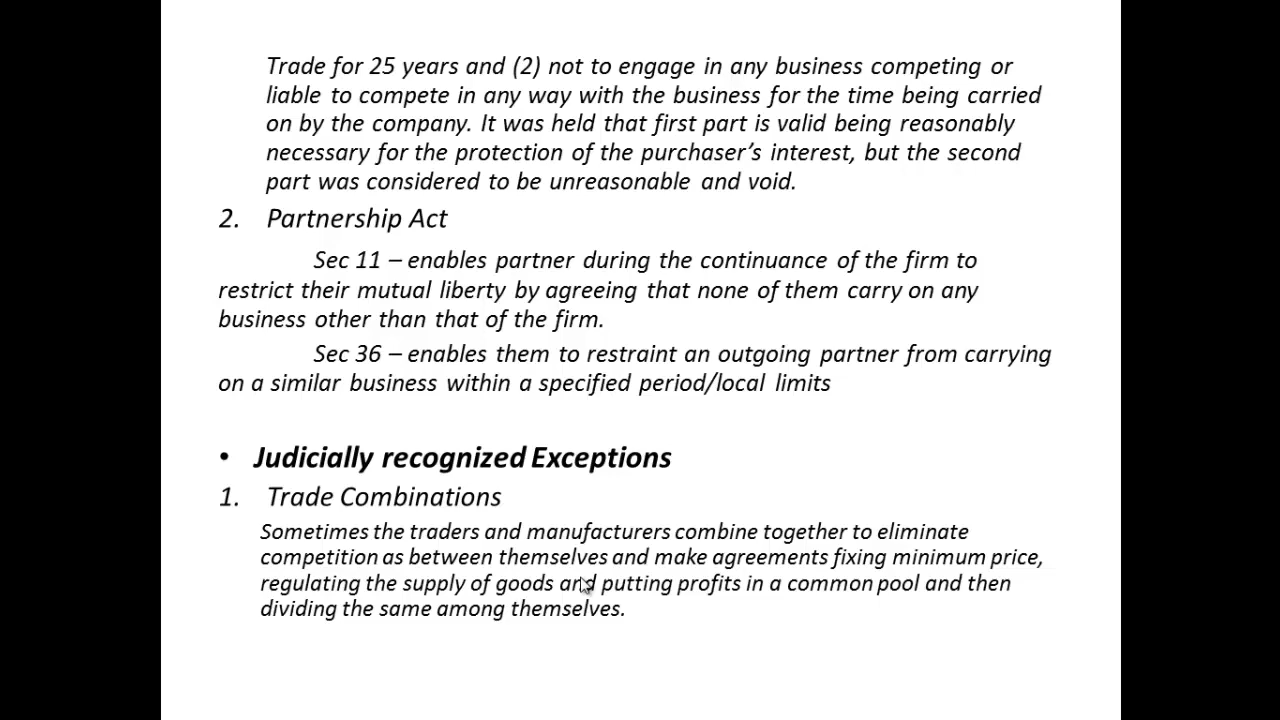 Trade for 25 years and (2) not to engage in any business competing or
liable to compete in any way with the business for the time being carried
on by the company. It was held that first part is valid being reasonably
necessary for the protection of the purchaser’s interest, but the second
part was considered to be unreasonable and void.
2. Partnership Act
Sec 11 – enables partner during the continuance of the firm to
restrict their mutual liberty by agreeing that none of them carry on any
business other than that of the firm.
Sec 36 – enables them to restraint an outgoing partner from carrying
on a similar business within a specified period/local limits
• Judicially recognized Exceptions
1. Trade Combinations
Sometimes the traders and manufacturers combine together to eliminate
competition as between themselves and make agreements fixing minimum price,
regulating the supply of goods and putting profits in a common pool and then
dividing the same among themselves.